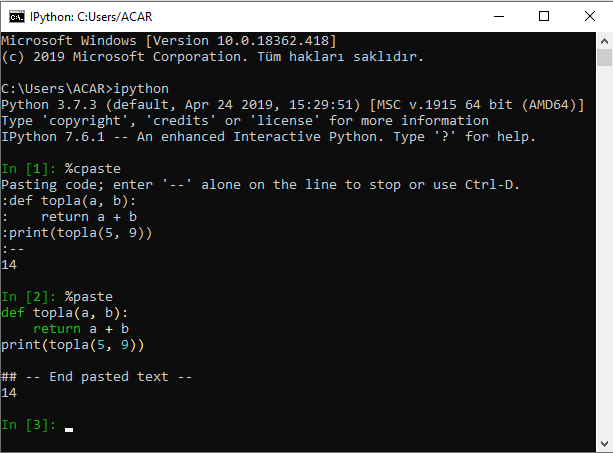 IPython: C:Users/ACAR
Microsoft Windows [Version 10.0.18362.418]
(c) 2019 Microsoft Corporation. Tüm hakları saklıdır.
C:\Users\ACAR>ipython
Python 3.7.3 (default, Apr 24 2019, 15:29:51) [MSC v.1915 64 bit (AMD64)]
Type 'copyright', 'credits' or 'license' for more information
IPython 7.6.1 -- An enhanced Interactive Python. Type '?' for help.
In [1]: %cpaste
Pasting code; enter '--' alone on the line to stop or use Ctrl-D.
:def topla(a, b):
:    return a + b
:print(topla(5, 9))
:--
14
In [2]: %paste
def topla(a, b):
    return a + b
print(topla(5, 9))
## -- End pasted text --
14
In [3]: